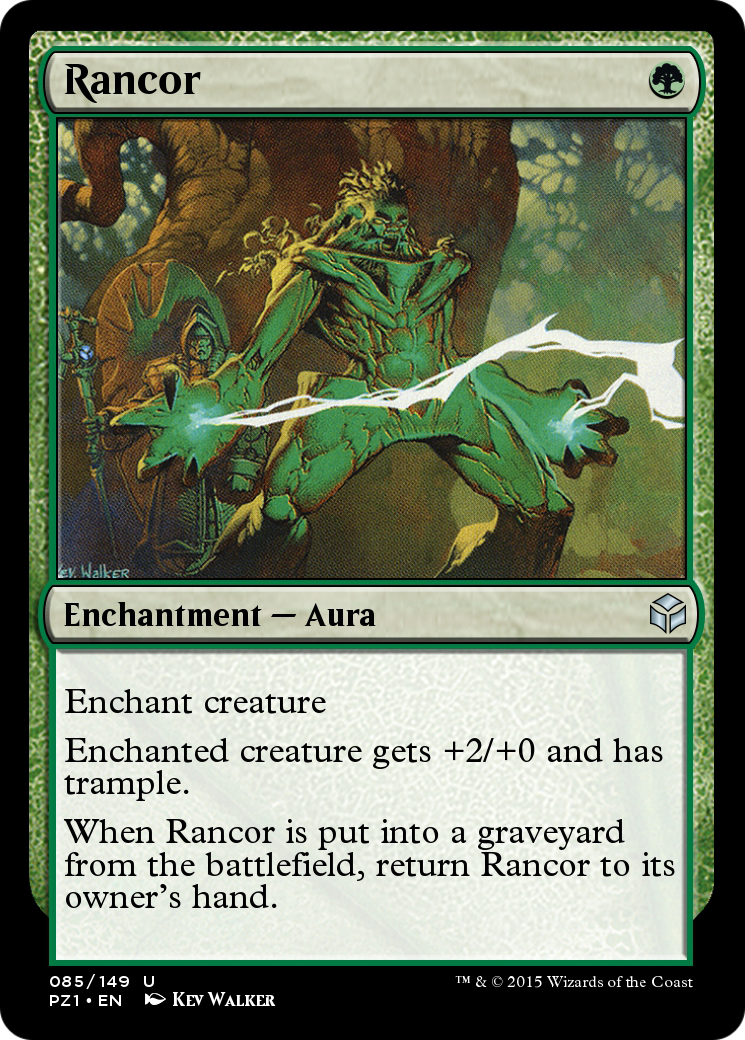 Rancor
Kev. Walker
Enchantment — Aura
Enchant creature
Enchanted creature gets +2/+0 and has
trample.
When Rancor is put into a graveyard
from the battlefield, return Rancor to its
owner's hand.
085/149 U
™ & © 2015 Wizards of the Coast
PZ1 • EN Kev Walker